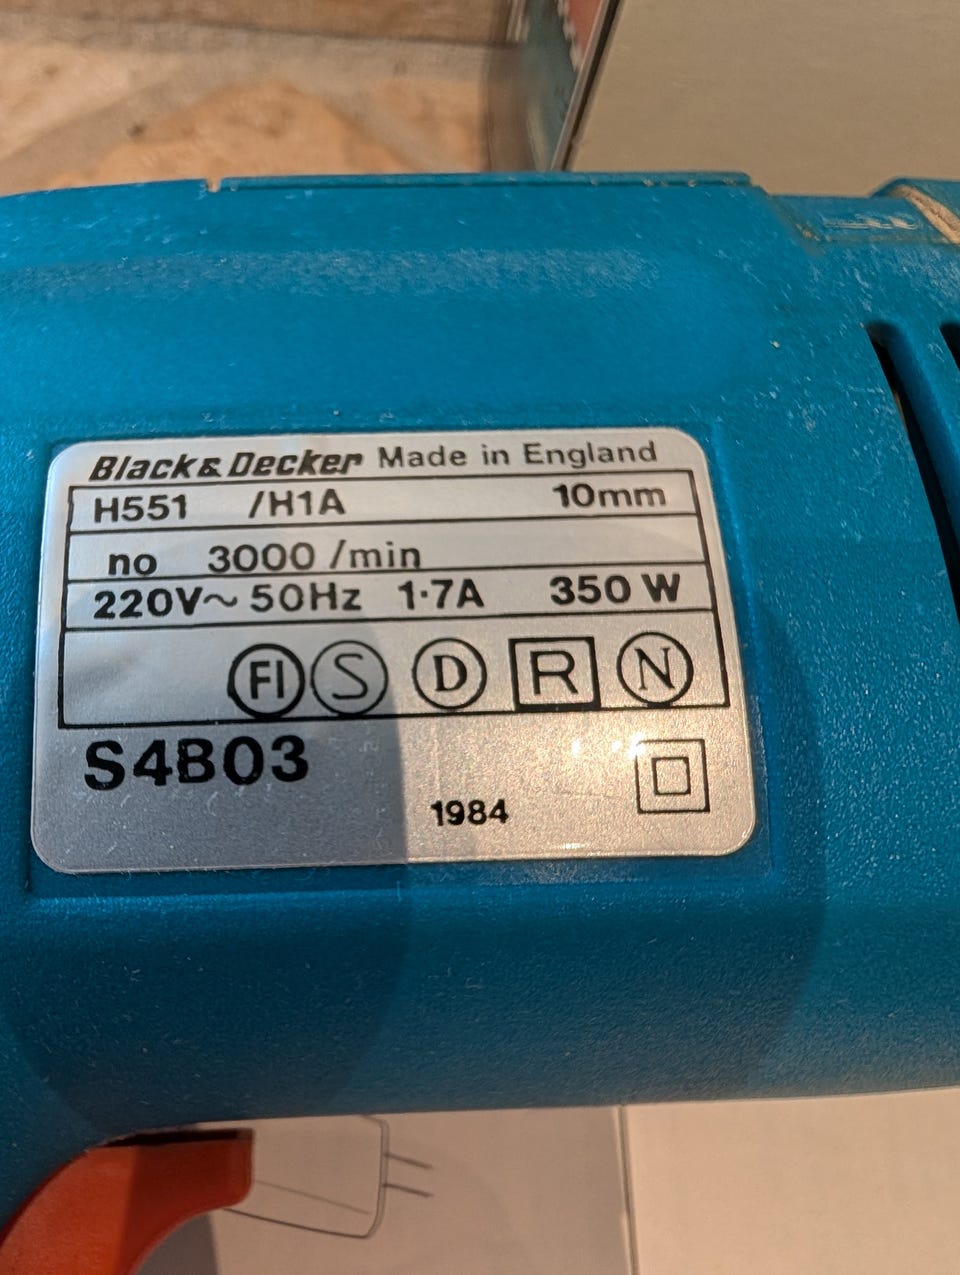 Black & Decker Made in England
H551 /H1A 10mm
no 3000 /min
220V~ 50Hz 1·7A 350 W
FI S D R N
S4B03
1984